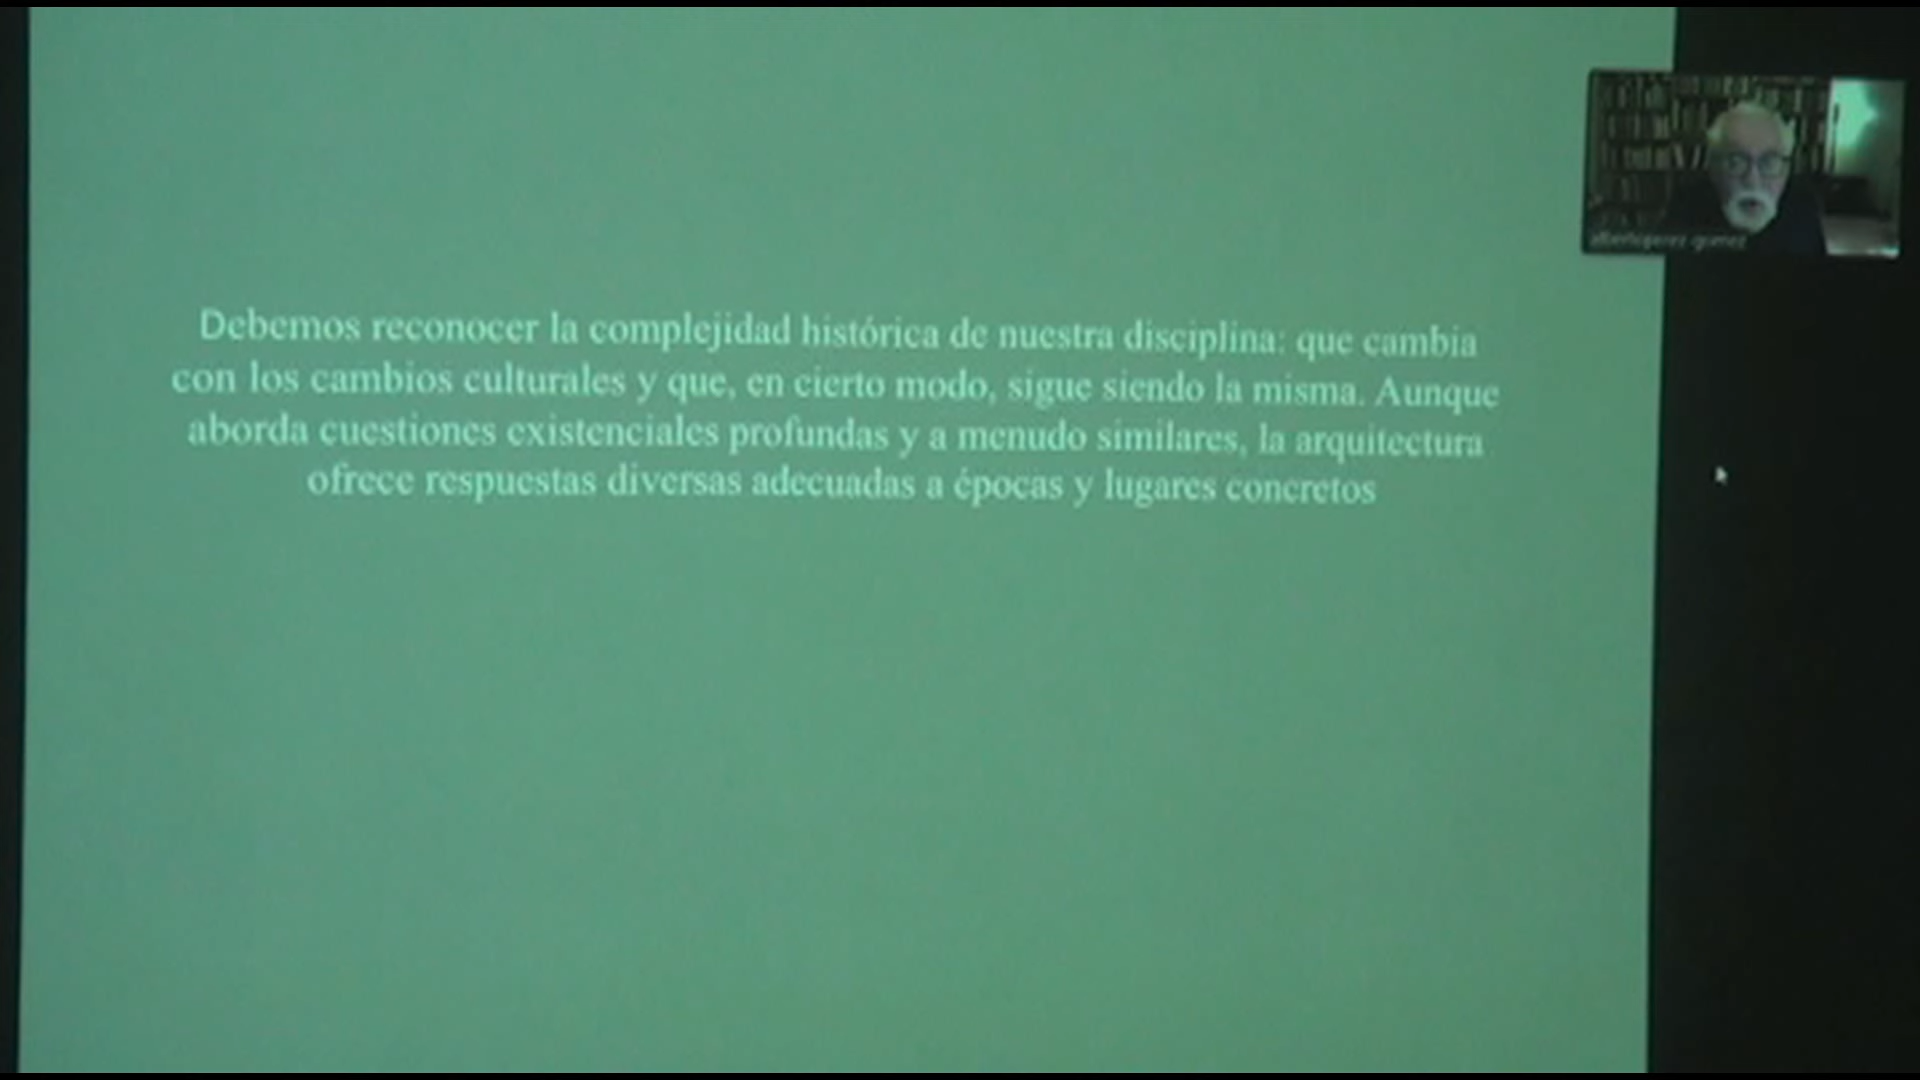 Debemos reconocer la complejidad histórica de nuestra disciplina: que cambia
con los cambios culturales y que, en cierto modo, sigue siendo la misma. Aunque
aborda cuestiones existenciales profundas y a menudo similares, la arquitectura
ofrece respuestas diversas adecuadas a épocas y lugares concretos
albertoperez-gomez